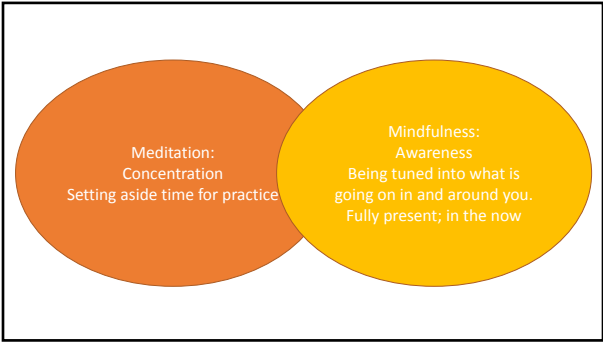 Meditation:
Concentration
Setting aside time for practice
Mindfulness:
Awareness
Being tuned into what is
going on in and around you.
Fully present; in the now